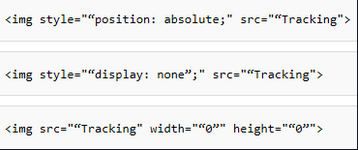 <img style="“position: absolute;" src="“Tracking">
<img style="“display: none”;" src="“Tracking">
<img src="“Tracking" width="“0”" height="“0”">